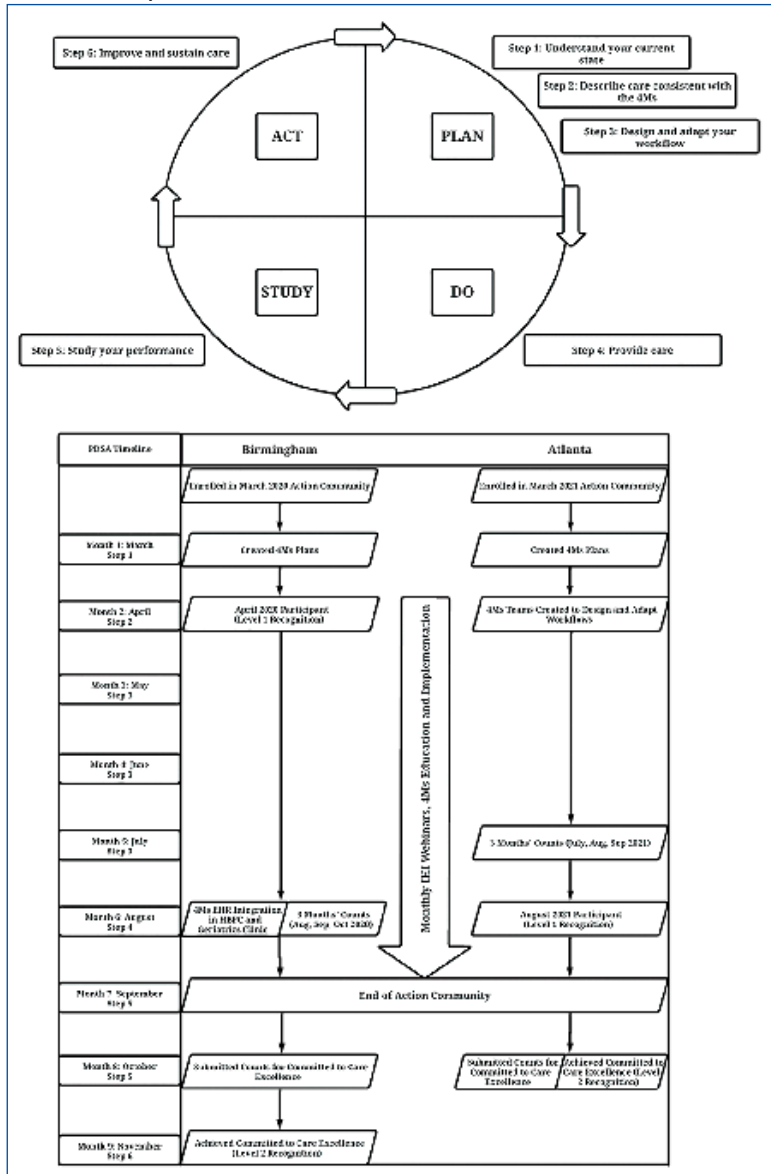 Step 6: Improve and sustain care
Step 1: Understand your current
state
Step 2: Describe care consistent with
the 4Ms
Step 3: Design and adapt your
workflow
ACT
PLAN
STUDY
DO
Step 5: Study your performance
Step 4: Provide care
PDSA Timeline
Birmingham
Atlanta
Enrolled in March 2020 Action Community
Enrolled in March 2021 Action Community
Month 1: March
Step 1
Created 4Ms Plans
Created 4Ms Plans
Month 2: April
Step 2
April 2020 Participant
(Level 1 Recognition)
4Ms Teams Created to Design and Adapt
Workflows
Monthly IHI Webinars, 4Ms Education and Implementation
Month 3: May
Step 3
Month 4: June
Step 3
Month 5: July
Step 3
3 Months' Counts (July, Aug, Sep 2021)
Month 6: August
Step 4
4Ms EHR Integration
in HBPC and
Geriatrics Clinic
3 Months' Counts
(Aug, Sep, Oct 2020)
August 2021 Participant
(Level 1 Recognition)
Month 7: September
Step 5
End of Action Community
Month 8: October
Step 5
Submitted Counts for Committed to Care
Excellence
Submitted Counts for
Committed to Care
Excellence
Achieved Committed to
Care Excellence (Level
2 Recognition)
Month 9: November
Step 6
Achieved Committed to Care Excellence
(Level 2 Recognition)